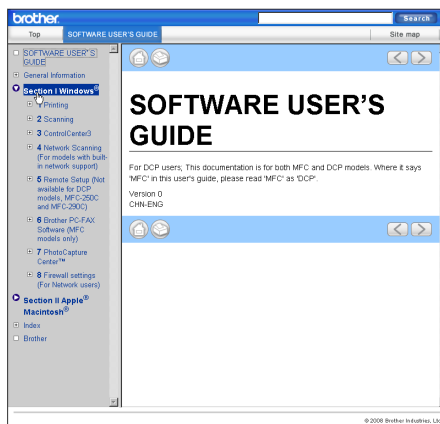 brother.
Search
Top
SOFTWARE USER'S GUIDE
Site map
SOFTWARE USER'S
GUIDE
General Information
Section I Windows®
1 Printing
2 Scanning
3 ControlCenter3
4 Network Scanning
(For models with built-
in network support)
5 Remote Setup (Not
available for DCP
models, MFC-250C
and MFC-290C)
6 Brother PC-FAX
Software (MFC
models only)
7 PhotoCapture
Center™
8 Firewall settings
(For Network users)
Section II Apple®
Macintosh®
Index
Brother
SOFTWARE USER'S
GUIDE
For DCP users; This documentation is for both MFC and DCP models. Where it says
'MFC' in this user's guide, please read 'MFC' as 'DCP'.
Version 0
CHN-ENG
© 2008 Brother Industries, Ltd